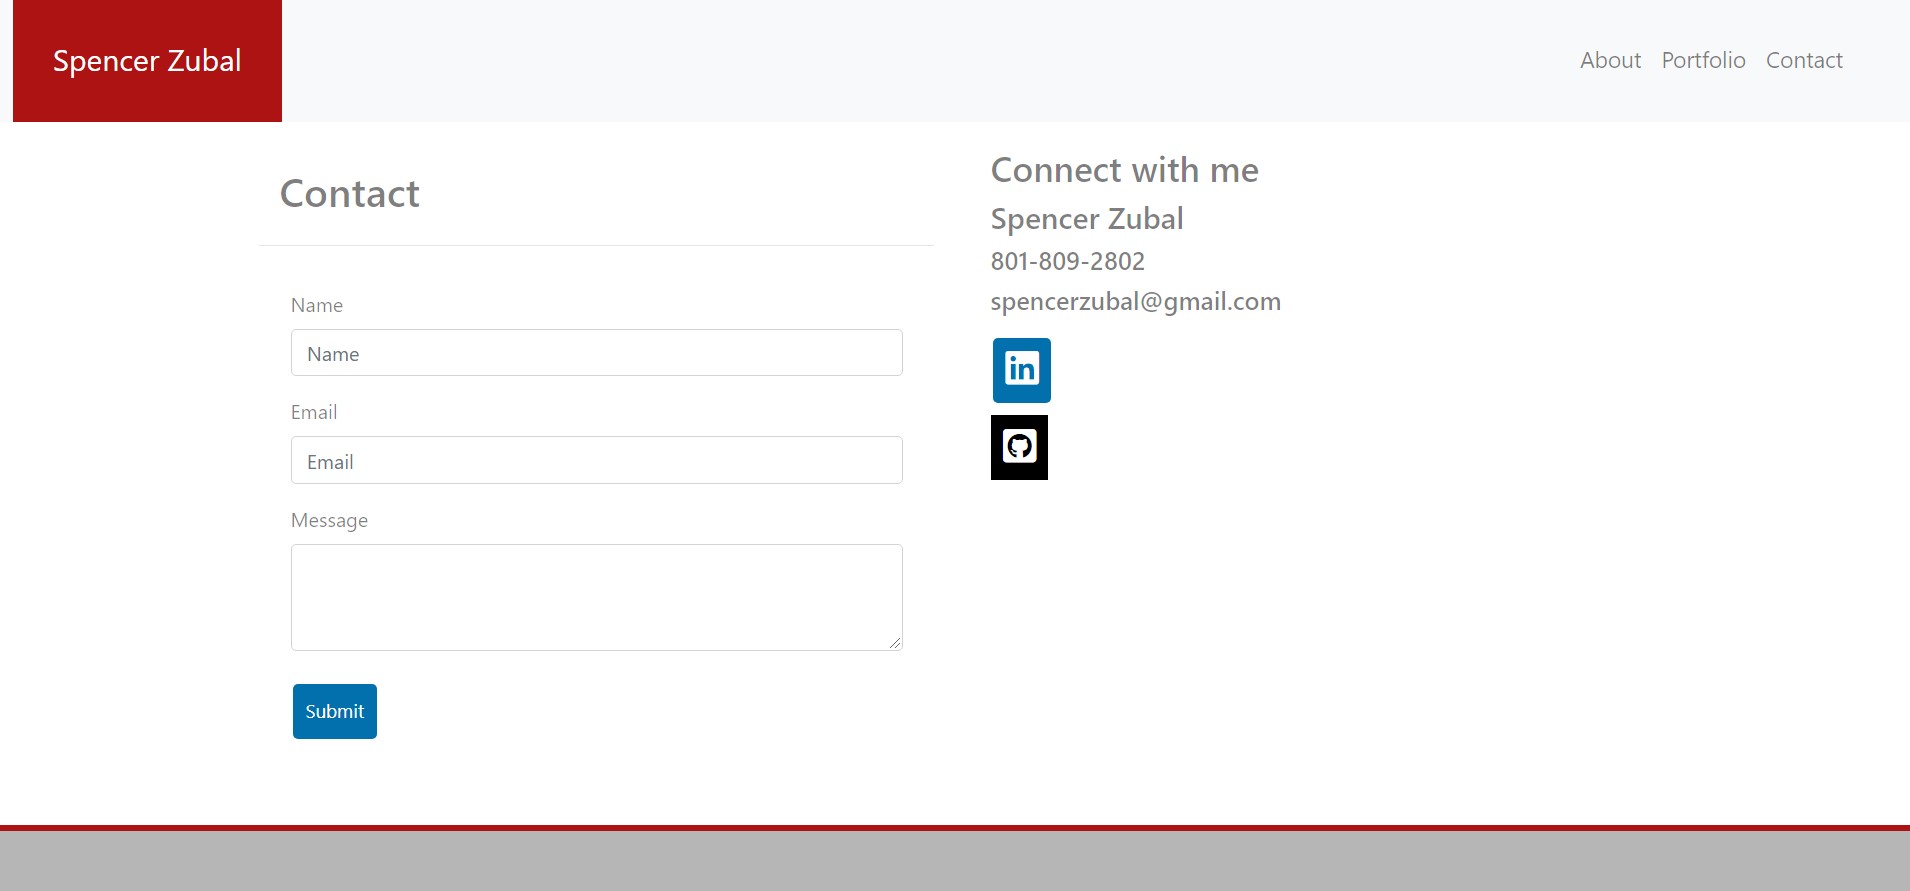 Spencer Zubal
About Portfolio Contact
Contact
Name
Name
Email
Email
Message
Submit
Connect with me
Spencer Zubal
801-809-2802
spencerzubal@gmail.com
in